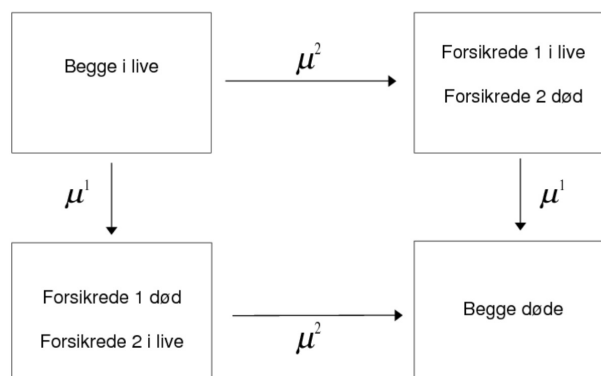 Begge i live
μ²
Forsikrede 1 i live
Forsikrede 2 død
μ¹
μ¹
Forsikrede 1 død
Forsikrede 2 i live
μ²
Begge døde